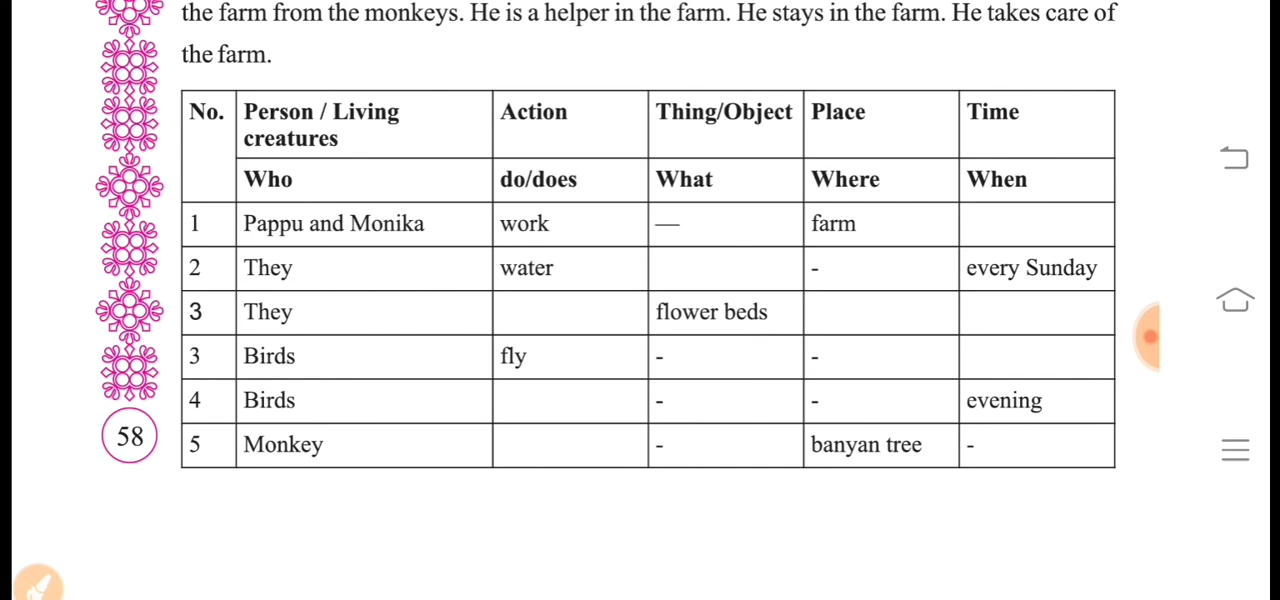 the farm from the monkeys. He is a helper in the farm. He stays in the farm. He takes care of
the farm.
No. Person / Living creatures Action Thing/Object Place Time
Who do/does What Where When
1 Pappu and Monika work — farm
2 They water - every Sunday
3 They flower beds
3 Birds fly - -
4 Birds - - evening
5 Monkey - banyan tree -
58